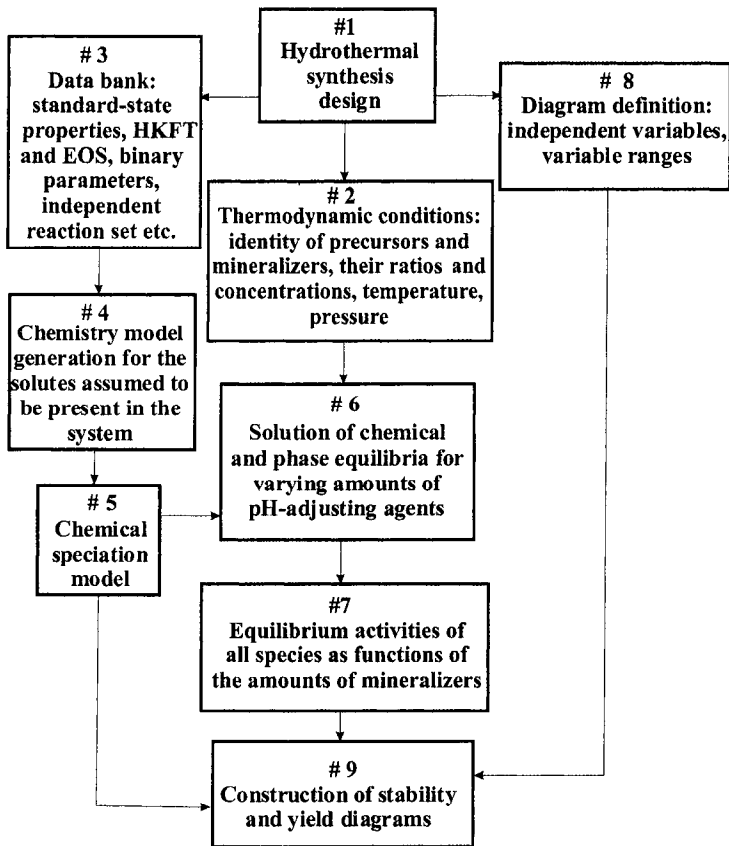 #1
Hydrothermal
synthesis
design
# 3
Data bank:
standard-state
properties, HKFT
and EOS, binary
parameters,
independent
reaction set etc.
# 8
Diagram definition:
independent variables,
variable ranges
# 2
Thermodynamic conditions:
identity of precursors and
mineralizers, their ratios and
concentrations, temperature,
pressure
# 4
Chemistry model
generation for the
solutes assumed to
be present in the
system
# 6
Solution of chemical
and phase equilibria for
varying amounts of
pH-adjusting agents
# 5
Chemical
speciation
model
#7
Equilibrium activities of
all species as functions of
the amounts of mineralizers
# 9
Construction of stability
and yield diagrams